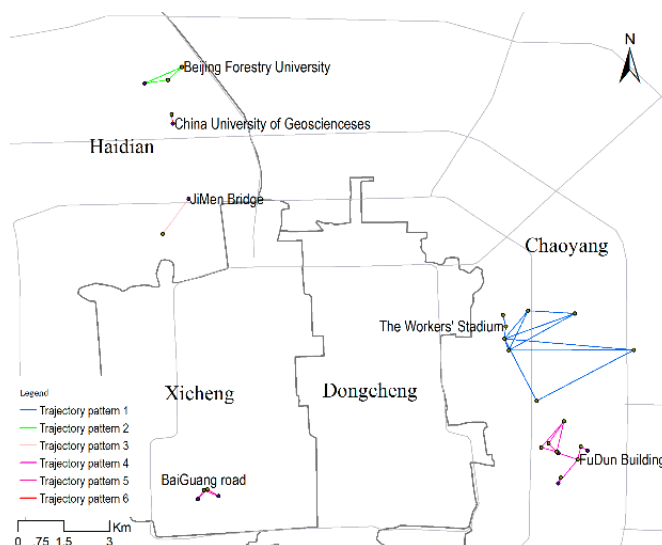 N
Beijing Forestry University
China University of Geoscienceses
Haidian
JiMen Bridge
Chaoyang
The Workers' Stadium
Xicheng
Dongcheng
Legend
Trajectory pattern 1
Trajectory pattern 2
Trajectory pattern 3
Trajectory pattern 4
Trajectory pattern 5
Trajectory pattern 6
BaiGuang road
FuDun Building
Km
0 .75 1.5 3